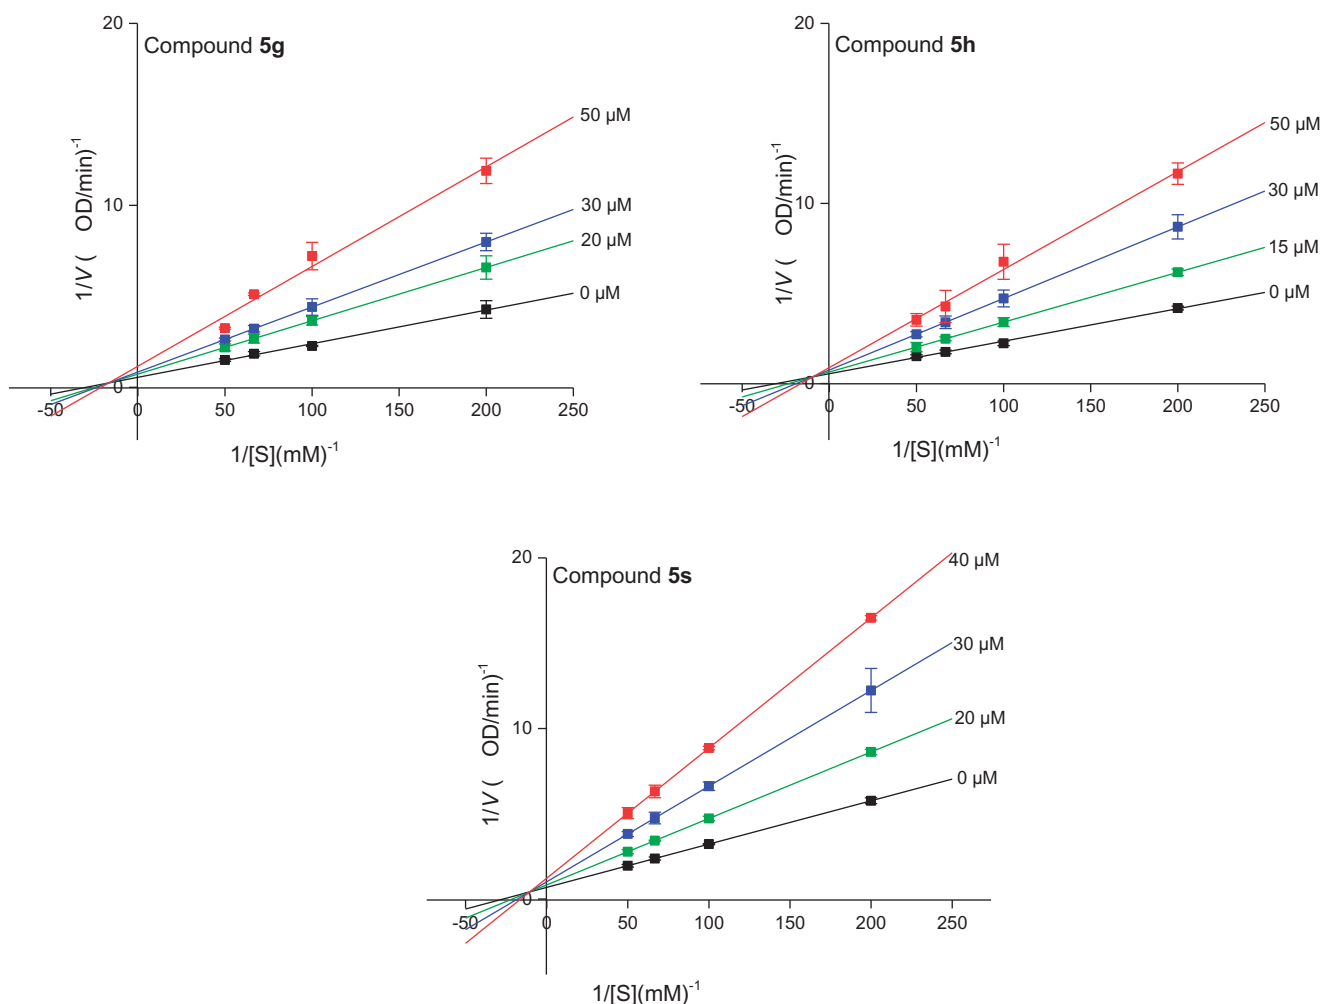 20
Compound 5g
50 µM
30 µM
20 µM
0 µM
10
0
1/V ( OD/min)-1
-50 0 50 100 150 200 250
1/[S](mM)-1
20
Compound 5h
50 µM
30 µM
15 µM
0 µM
10
0
1/V ( OD/min)-1
-50 0 50 100 150 200 250
1/[S](mM)-1
20
Compound 5s
40 µM
30 µM
20 µM
0 µM
10
0
1/V ( OD/min)-1
-50 0 50 100 150 200 250
1/[S](mM)-1